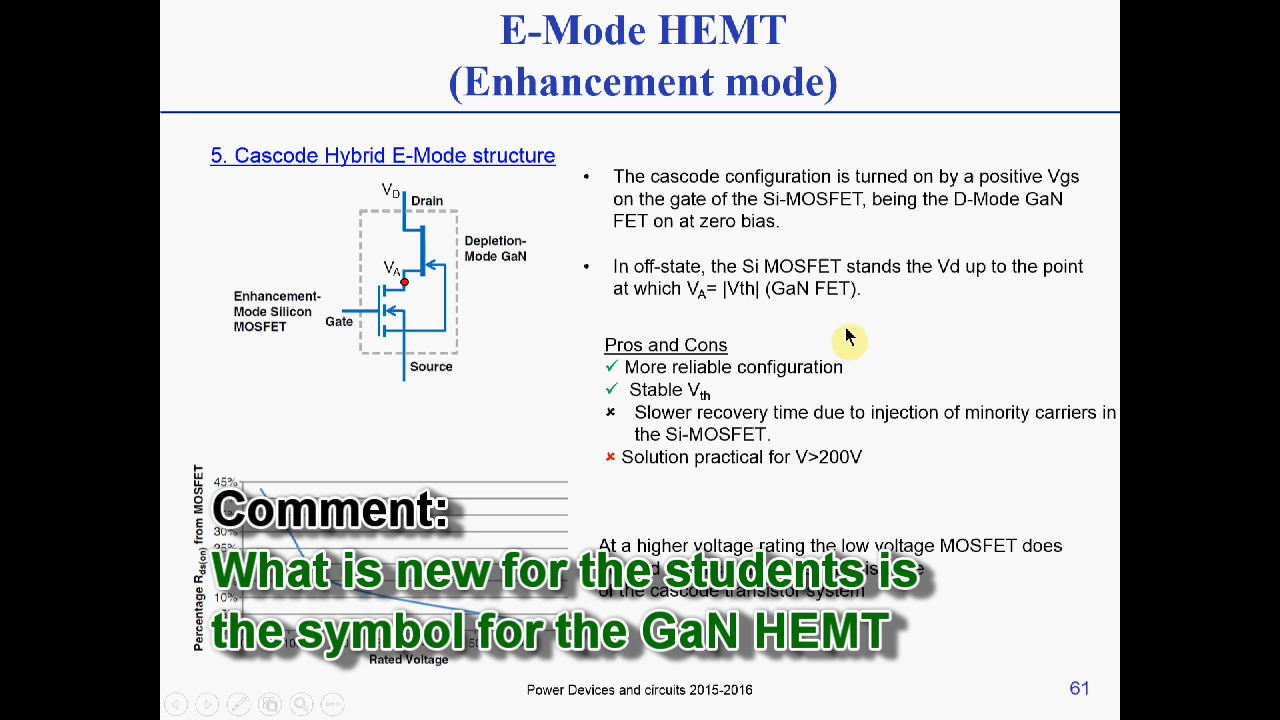 E-Mode HEMT
(Enhancement mode)
5. Cascode Hybrid E-Mode structure
VD
Drain
Depletion-
Mode GaN
VA
Enhancement-
Mode Silicon
MOSFET
Gate
Source
• The cascode configuration is turned on by a positive Vgs
on the gate of the Si-MOSFET, being the D-Mode GaN
FET on at zero bias.
• In off-state, the Si MOSFET stands the Vd up to the point
at which VA= |Vth| (GaN FET).
Pros and Cons
✓ More reliable configuration
✓ Stable Vth
✘ Slower recovery time due to injection of minority carriers in
the Si-MOSFET.
✘ Solution practical for V>200V
Percentage Rds(on) from MOSFET
45%
30%
10%
Rated Voltage
At a higher voltage rating the low voltage MOSFET does
of the cascode transistor system
Comment:
What is new for the students is
the symbol for the GaN HEMT
Power Devices and circuits 2015-2016
61